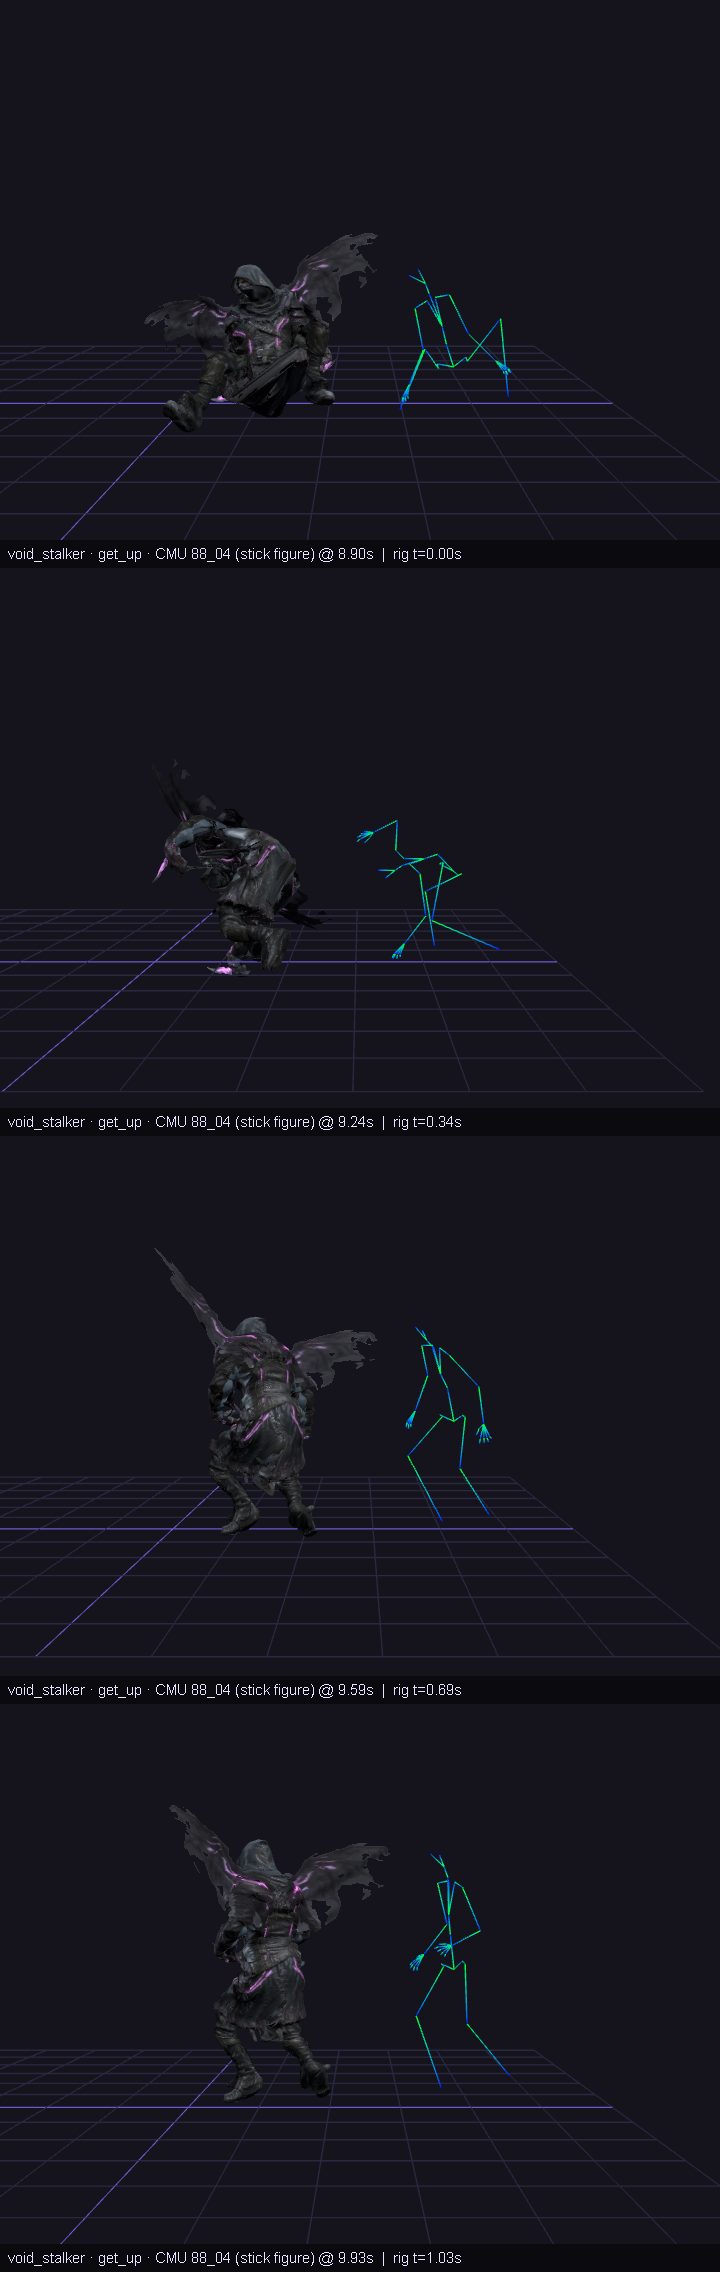 void_stalker · get_up · CMU 88_04 (stick figure) @ 8.90s | rig t=0.00s
void_stalker · get_up · CMU 88_04 (stick figure) @ 9.24s | rig t=0.34s
void_stalker · get_up · CMU 88_04 (stick figure) @ 9.59s | rig t=0.69s
void_stalker · get_up · CMU 88_04 (stick figure) @ 9.93s | rig t=1.03s